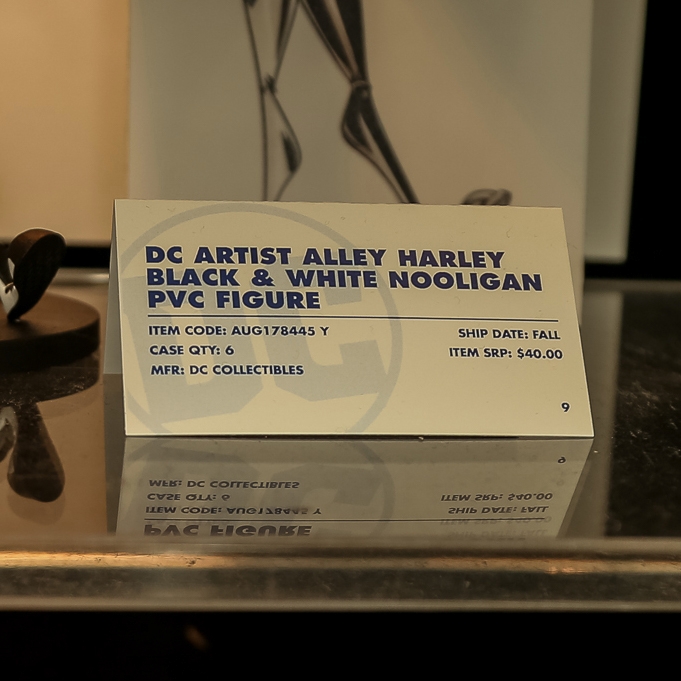 DC ARTIST ALLEY HARLEY
BLACK & WHITE NOOLIGAN
PVC FIGURE
ITEM CODE: AUG178445 Y
CASE QTY: 6
MFR: DC COLLECTIBLES
SHIP DATE: FALL
ITEM SRP: $40.00
9
DC